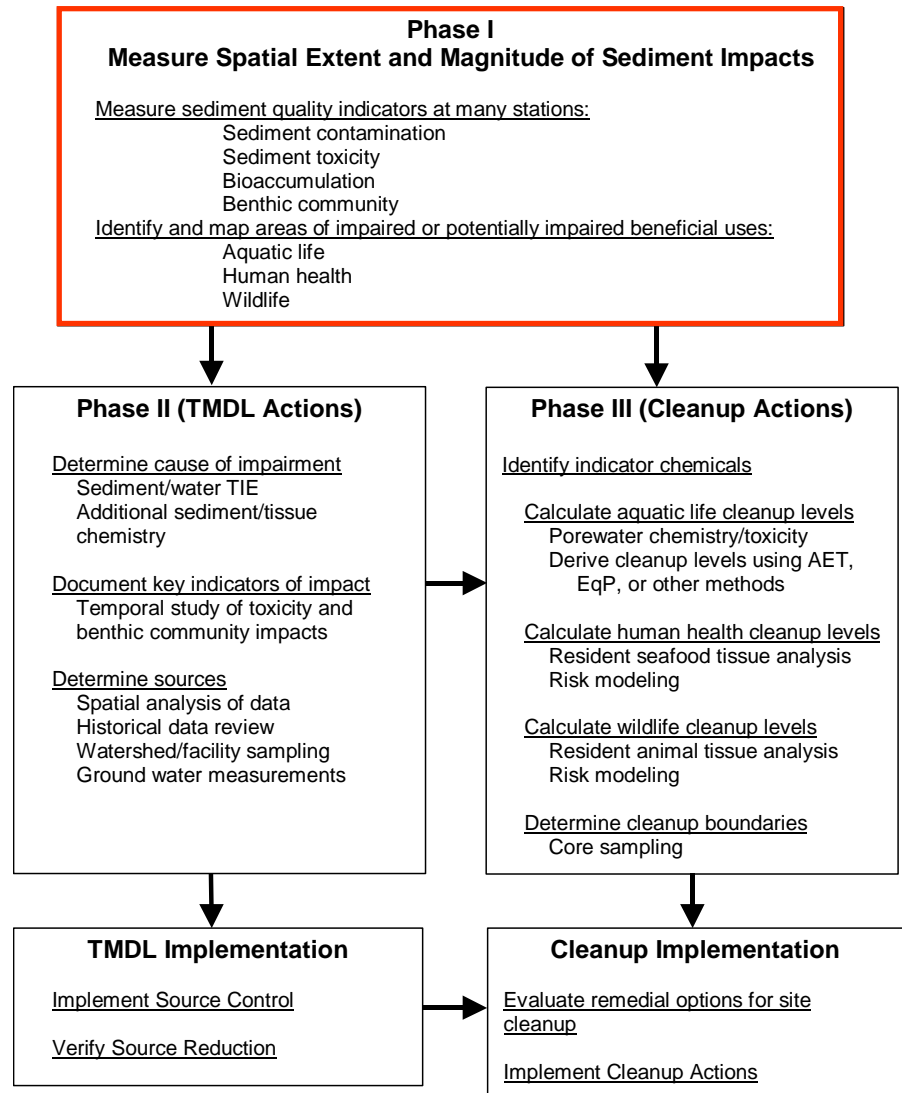 Phase I
Measure Spatial Extent and Magnitude of Sediment Impacts
Measure sediment quality indicators at many stations:
Sediment contamination
Sediment toxicity
Bioaccumulation
Benthic community
Identify and map areas of impaired or potentially impaired beneficial uses:
Aquatic life
Human health
Wildlife
Phase II (TMDL Actions)
Determine cause of impairment
Sediment/water TIE
Additional sediment/tissue
chemistry
Document key indicators of impact
Temporal study of toxicity and
benthic community impacts
Determine sources
Spatial analysis of data
Historical data review
Watershed/facility sampling
Ground water measurements
Phase III (Cleanup Actions)
Identify indicator chemicals
Calculate aquatic life cleanup levels
Porewater chemistry/toxicity
Derive cleanup levels using AET,
EqP, or other methods
Calculate human health cleanup levels
Resident seafood tissue analysis
Risk modeling
Calculate wildlife cleanup levels
Resident animal tissue analysis
Risk modeling
Determine cleanup boundaries
Core sampling
TMDL Implementation
Implement Source Control
Verify Source Reduction
Cleanup Implementation
Evaluate remedial options for site
cleanup
Implement Cleanup Actions